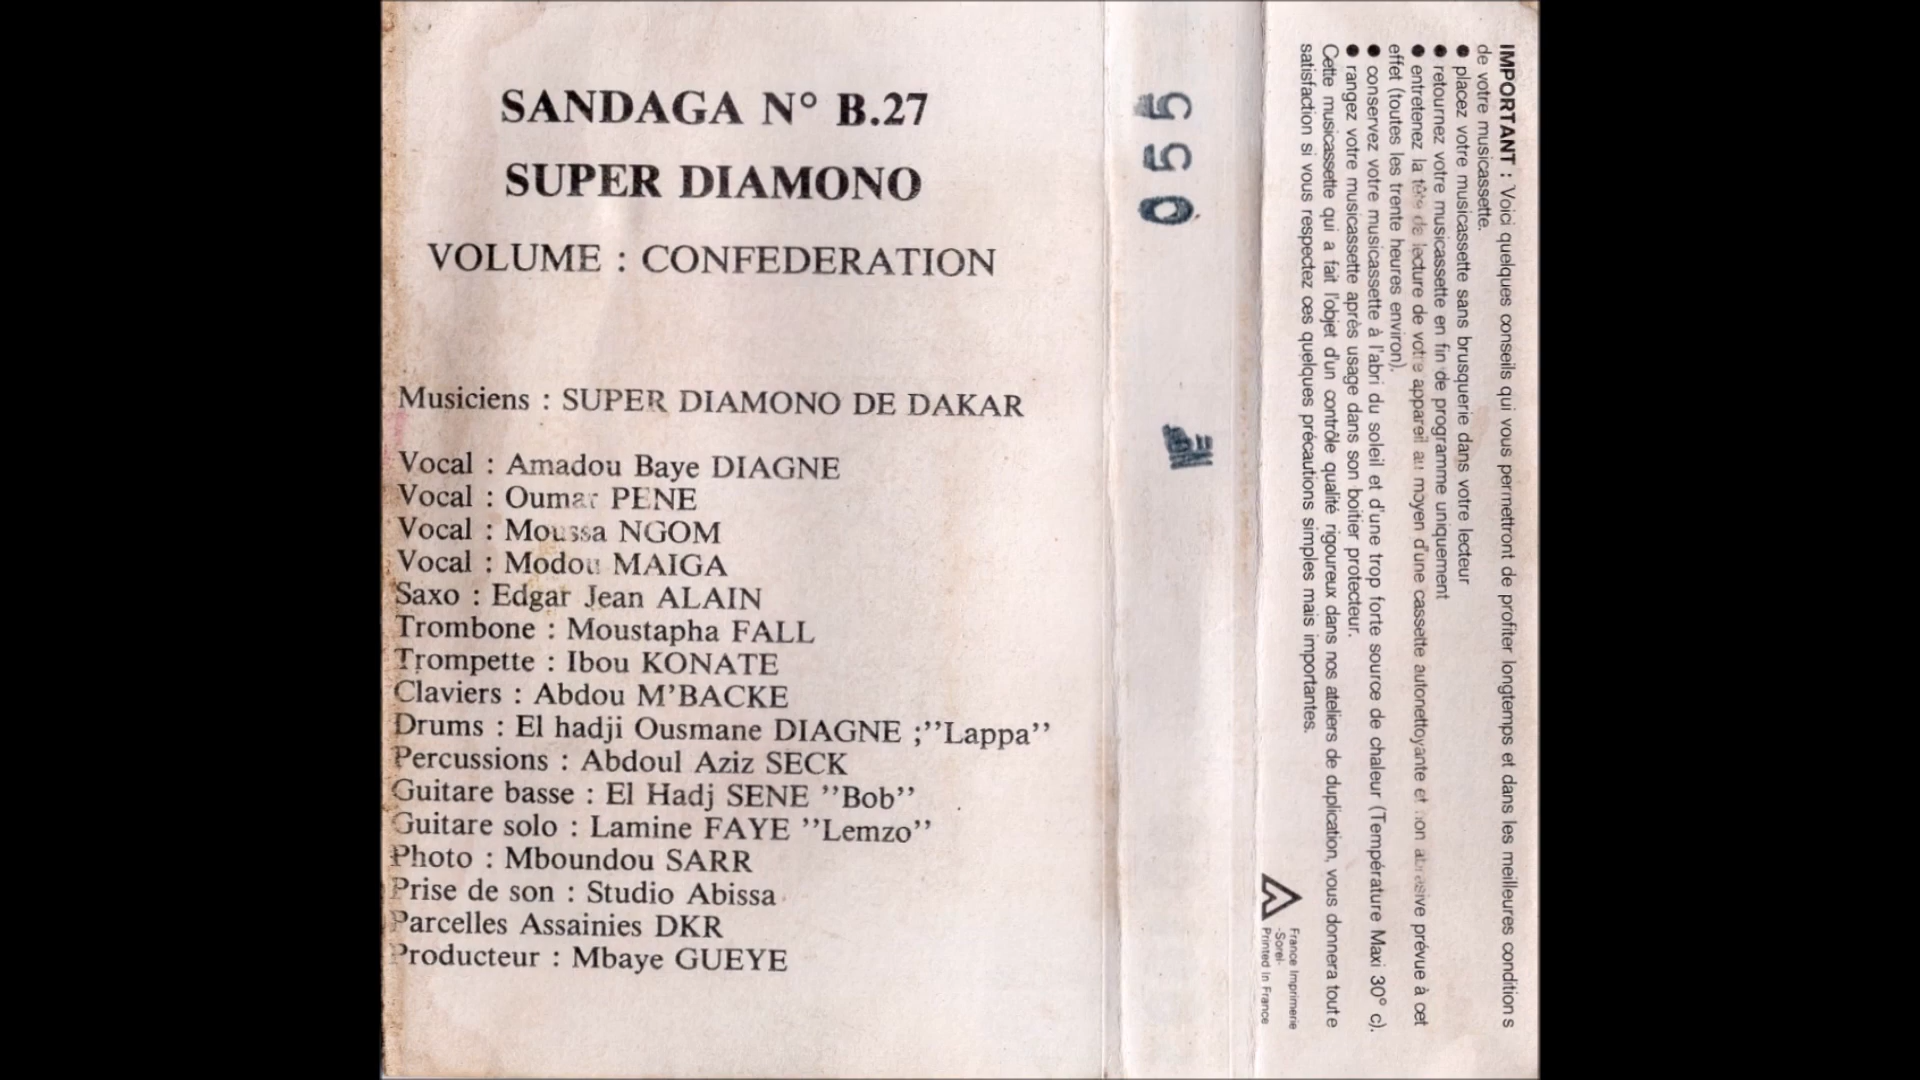 SANDAGA N° B.27
SUPER DIAMONO
VOLUME : CONFEDERATION
Musiciens : SUPER DIAMONO DE DAKAR
Vocal : Amadou Baye DIAGNE
Vocal : Oumar PENE
Vocal : Moussa NGOM
Vocal : Modou MAIGA
Saxo : Edgar Jean ALAIN
Trombone : Moustapha FALL
Trompette : Ibou KONATE
Claviers : Abdou M'BACKE
Drums : El hadji Ousmane DIAGNE ;''Lappa''
Percussions : Abdoul Aziz SECK
Guitare basse : El Hadj SENE ''Bob''
Guitare solo : Lamine FAYE ''Lemzo''
Photo : Mboundou SARR
Prise de son : Studio Abissa
Parcelles Assainies DKR
Producteur : Mbaye GUEYE
055
IMPORTANT : Voici quelques conseils qui vous permettront de profiter longtemps et dans les meilleures conditions
de votre musicassette.
● placez votre musicassette sans brusquerie dans votre lecteur
● retournez votre musicassette en fin de programme uniquement
● entretenez la tête de lecture de votre appareil au moyen d'une cassette autonettoyante et non abrasive prévue à cet
effet (toutes les trente heures environ).
● conservez votre musicassette à l'abri du soleil et d'une trop forte source de chaleur (Température Maxi 30° c).
● rangez votre musicassette après usage dans son boitier protecteur.
Cette musicassette qui a fait l'objet d'un contrôle qualité rigoureux dans nos ateliers de duplication, vous donnera toute
satisfaction si vous respectez ces quelques précautions simples mais importantes.
France Imprimerie
-Sorel-
Printed in France